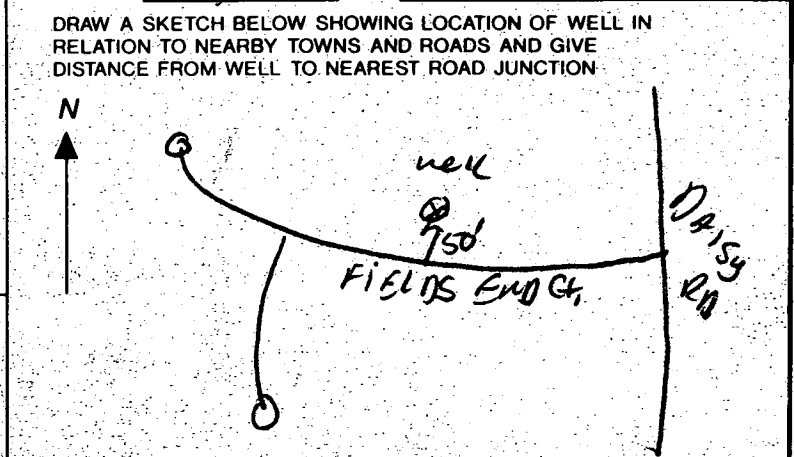 DRAW A SKETCH BELOW SHOWING LOCATION OF WELL IN
RELATION TO NEARBY TOWNS AND ROADS AND GIVE
DISTANCE FROM WELL TO NEAREST ROAD JUNCTION
N
well
750'
FIELDS END Ct.
DAISY
RD